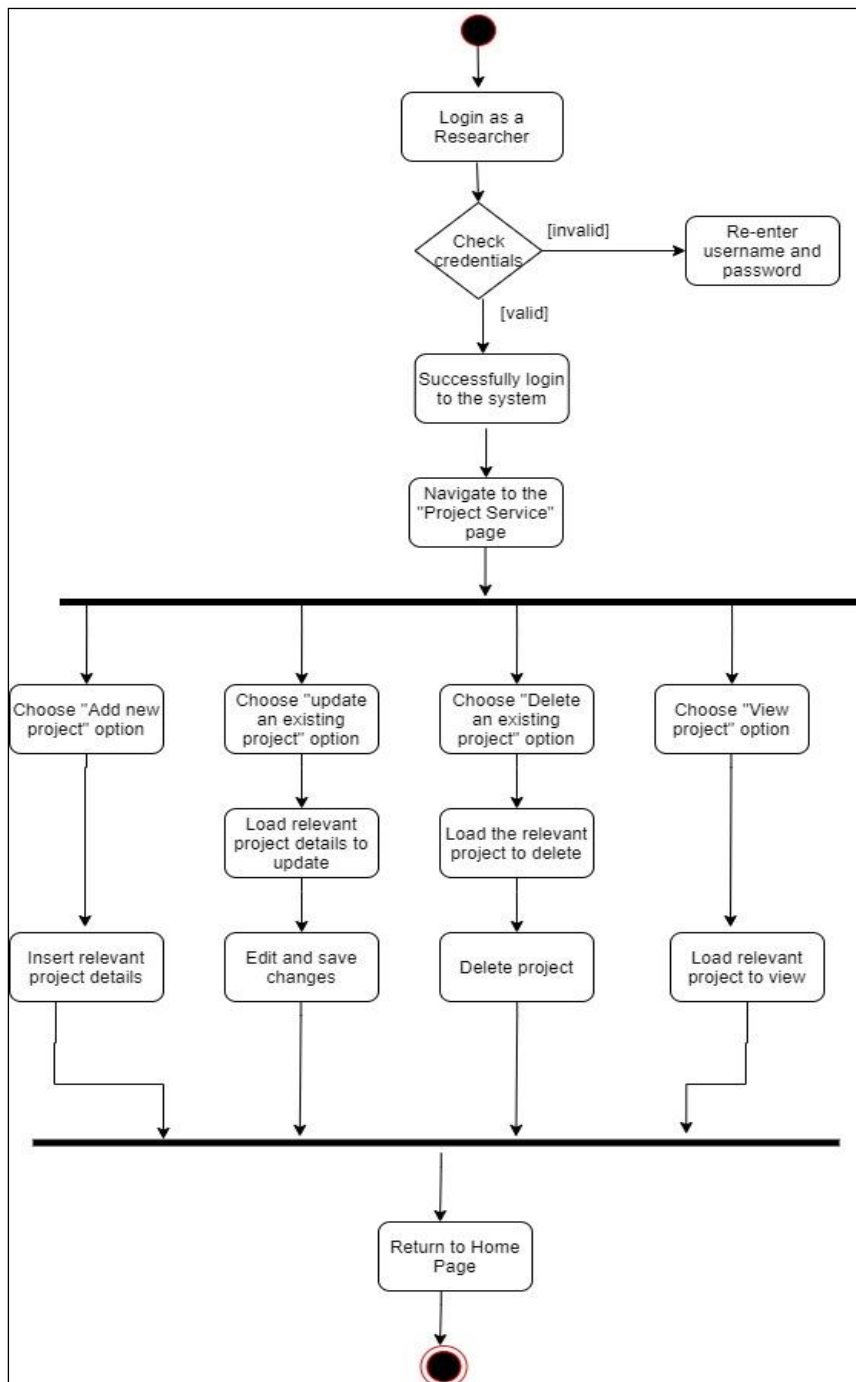 Login as a
Researcher
Check
credentials
[invalid]
Re-enter
username and
password
[valid]
Successfully login
to the system
Navigate to the
"Project Service"
page
Choose "Add new
project" option
Choose "update
an existing
project" option
Choose "Delete
an existing
project" option
Choose "View
project" option
Load relevant
project details to
update
Load the relevant
project to delete
Insert relevant
project details
Edit and save
changes
Delete project
Load relevant
project to view
Return to Home
Page